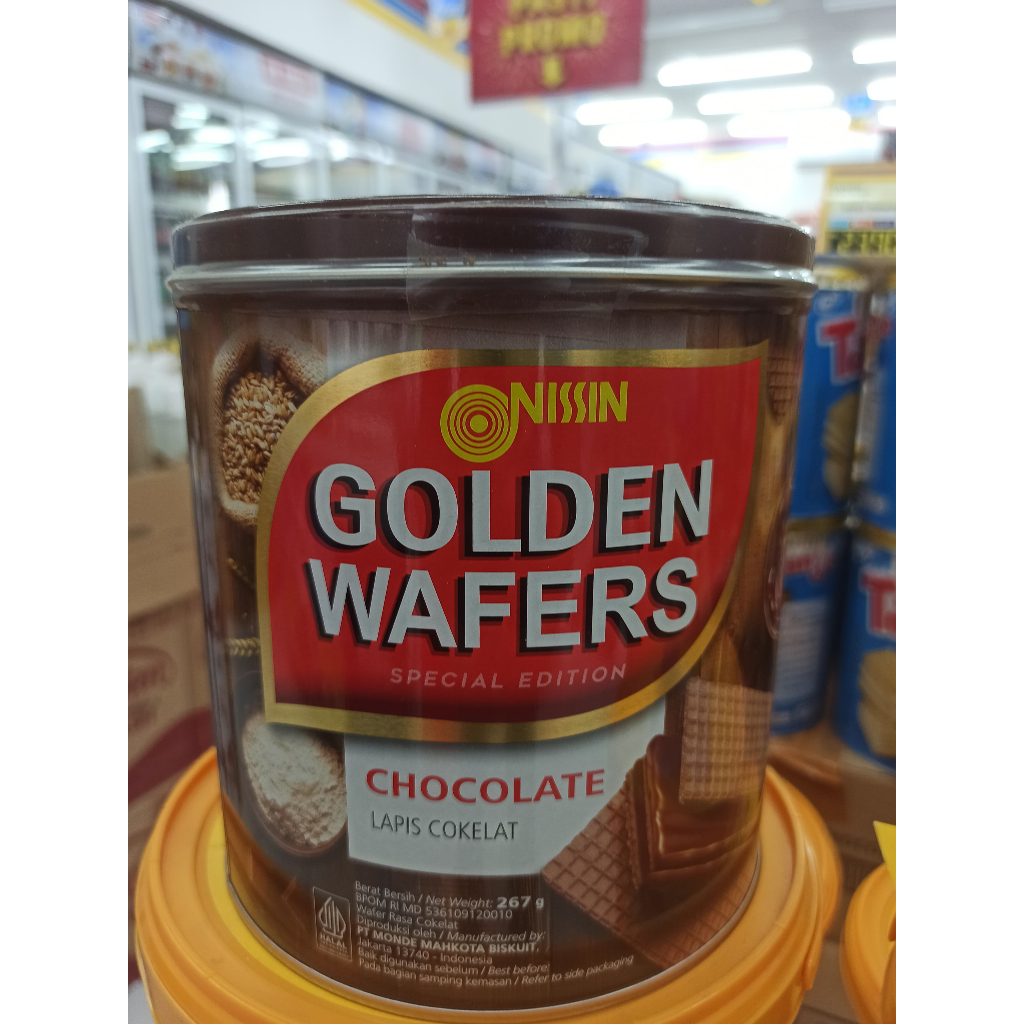 PROMO
NISSIN
GOLDEN
WAFERS
SPECIAL EDITION
CHOCOLATE
LAPIS COKELAT
Berat Bersih / Net Weight: 267 g
BPOM RI MD 536109120010
Wafer Rasa Cokelat
Diproduksi oleh / Manufactured by:
PT MONDE MAHKOTA BISKUIT,
Jakarta 13740 - Indonesia
Baik digunakan sebelum / Best before:
Pada bagian samping kemasan / Refer to side packaging
HALAL